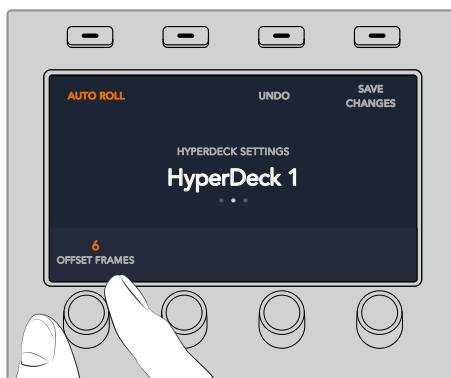 AUTO ROLL
UNDO
SAVE
CHANGES
HYPERDECK SETTINGS
HyperDeck 1
6
OFFSET FRAMES